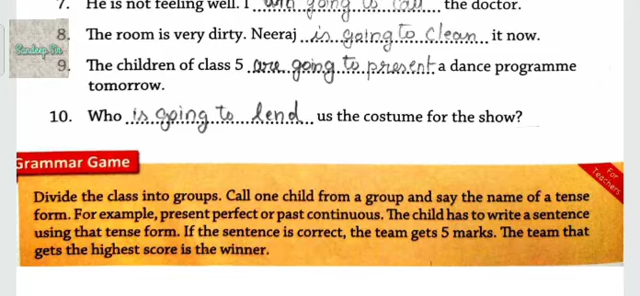 7. He is not feeling well. I am going to call the doctor.
8. The room is very dirty. Neeraj is going to clean it now.
Sandeep Sir
9. The children of class 5 are going to present a dance programme
tomorrow.
10. Who is going to lend us the costume for the show?
Grammar Game
For Teachers
Divide the class into groups. Call one child from a group and say the name of a tense
form. For example, present perfect or past continuous. The child has to write a sentence
using that tense form. If the sentence is correct, the team gets 5 marks. The team that
gets the highest score is the winner.